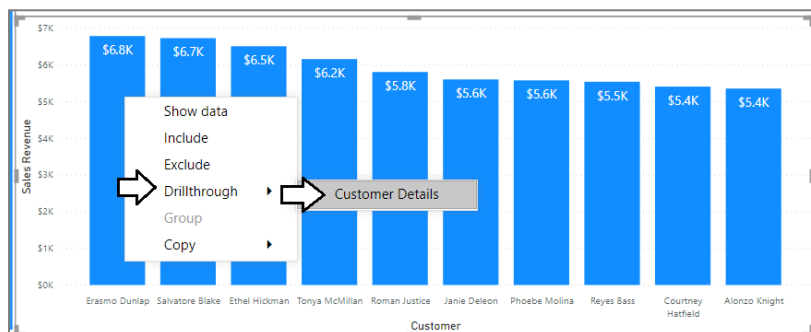 $7K
$6K
$5K
$4K
$3K
$2K
$1K
$0K
Sales Revenue
$6.8K
$6.7K
$6.5K
$6.2K
$5.8K
$5.6K
$5.6K
$5.5K
$5.4K
$5.4K
Show data
Include
Exclude
Drillthrough
Group
Copy
Customer Details
Erasmo Dunlap
Salvatore Blake
Ethel Hickman
Tonya McMillan
Roman Justice
Janie Deleon
Phoebe Molina
Reyes Bass
Courtney
Hatfield
Alonzo Knight
Customer